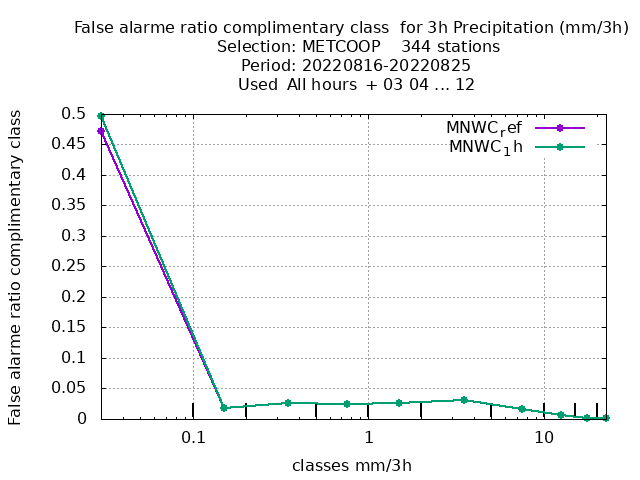 False alarme ratio complimentary class  for 3h Precipitation (mm/3h)
Selection: METCOOP    344 stations
Period: 20220816-20220825
Used  All hours  + 03 04 ... 12
False alarme ratio complimentary class
0.5
0.45
0.4
0.35
0.3
0.25
0.2
0.15
0.1
0.05
0
MNWC_ref
MNWC_1h
0.1
1
10
classes mm/3h